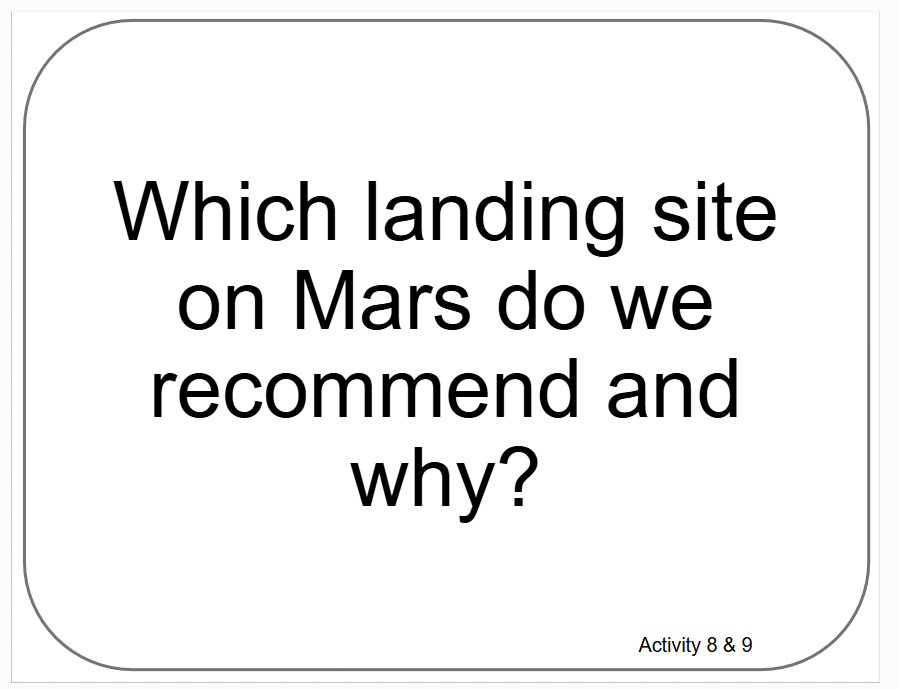 Which landing site
on Mars do we
recommend and
why?
Activity 8 & 9